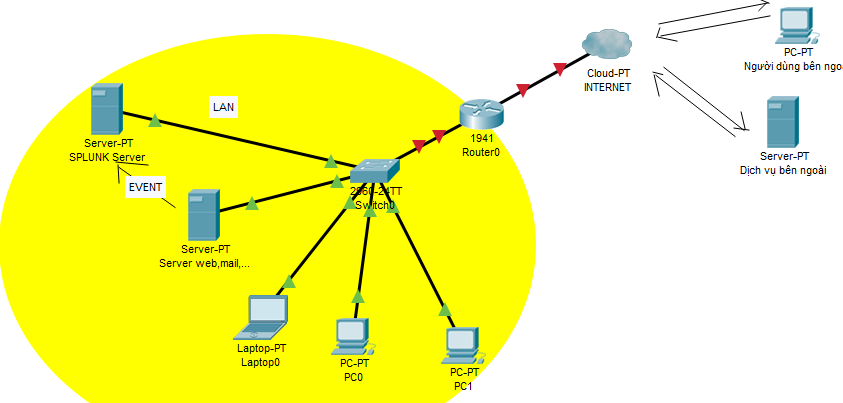 Cloud-PT
INTERNET
PC-PT
Người dùng bên ngoà
Server-PT
Dịch vụ bên ngoài
1941
Router0
LAN
Server-PT
SPLUNK Server
EVENT
2960-24TT
Switch0
Server-PT
Server web,mail,...
Laptop-PT
Laptop0
PC-PT
PC0
PC-PT
PC1